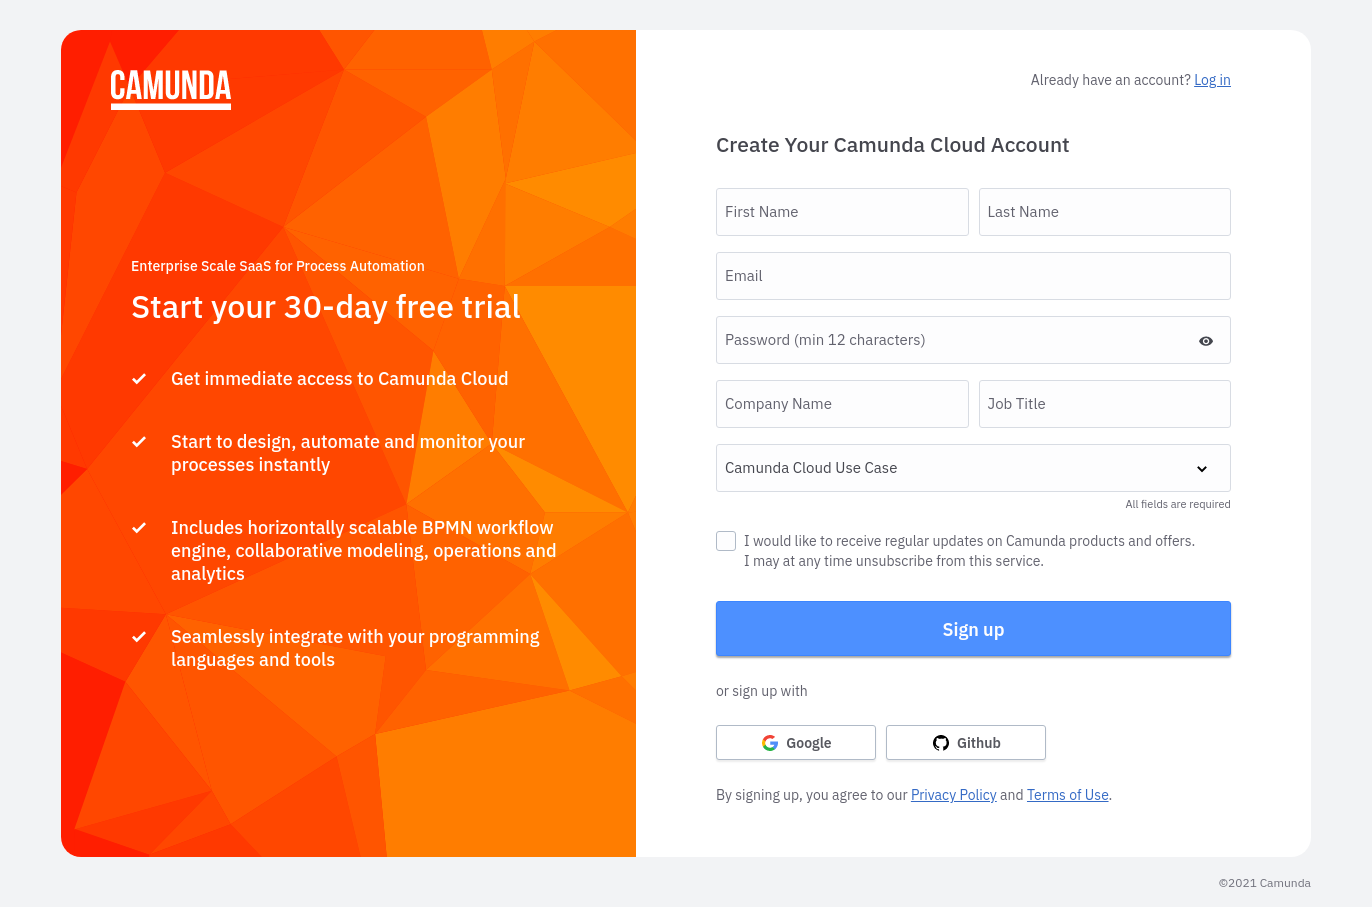 CAMUNDA
Enterprise Scale SaaS for Process Automation
Start your 30-day free trial
Get immediate access to Camunda Cloud
Start to design, automate and monitor your
processes instantly
Includes horizontally scalable BPMN workflow
engine, collaborative modeling, operations and
analytics
Seamlessly integrate with your programming
languages and tools
Already have an account? Log in
Create Your Camunda Cloud Account
First Name
Last Name
Email
Password (min 12 characters)
Company Name
Job Title
Camunda Cloud Use Case
All fields are required
I would like to receive regular updates on Camunda products and offers.
I may at any time unsubscribe from this service.
Sign up
or sign up with
Google
Github
By signing up, you agree to our Privacy Policy and Terms of Use.
©2021 Camunda